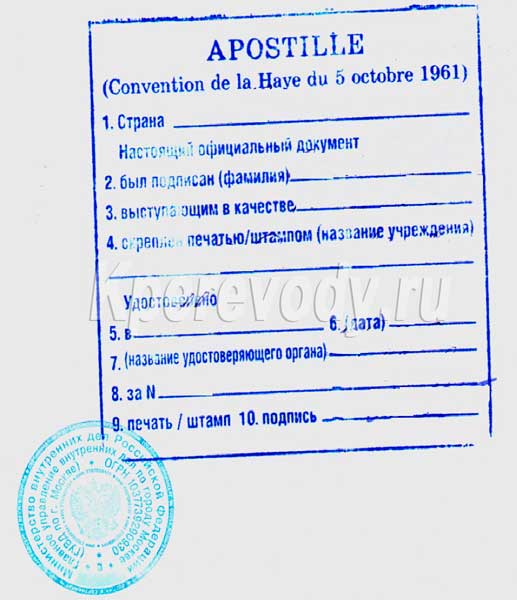 APOSTILLE
(Convention de la Haye du 5 octobre 1961)
1. Страна
Настоящий официальный документ
2. был подписан (фамилия)
3. выступающим в качестве
4. скреплен печатью/штампом (название учреждения)
Kperevody.ru
Удостоверено
5. в 6. (дата)
7. (название удостоверяющего органа)
8. за N
9. печать / штамп 10. подпись
Министерство внутренних дел Российской Федерации
Главное управление внутренних дел по городу Москве
(ГУВД по г. Москве) * ОГРН 1037739290930